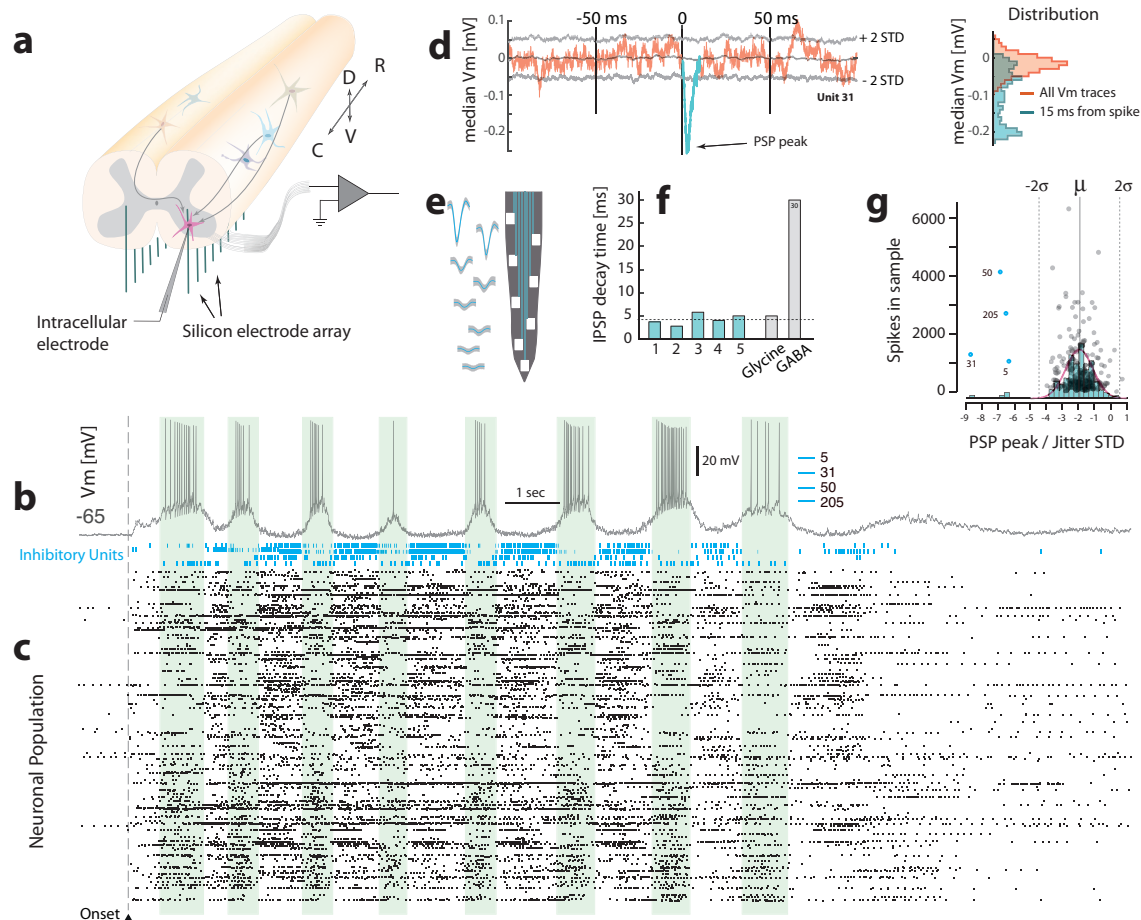 a
D
R
V
C
Intracellular
electrode
Silicon electrode array
d
median Vm [mV]
0.1
0
-0.1
-0.2
-50 ms
0
50 ms
+ 2 STD
- 2 STD
Unit 31
PSP peak
Distribution
median Vm [mV]
0.1
0
-0.1
-0.2
All Vm traces
15 ms from spike
e
f
IPSP decay time [ms]
30
25
20
15
10
5
0
30
1 2 3 4 5 Glycine GABA
g
-2σ μ 2σ
Spikes in sample
6000
4000
2000
0
50
205
31
5
-9 -8 -7 -6 -5 -4 -3 -2 -1 0 1
PSP peak / Jitter STD
b
Vm [mV]
-65
20 mV
1 sec
5
31
50
205
Inhibitory Units
c
Neuronal Population
Onset